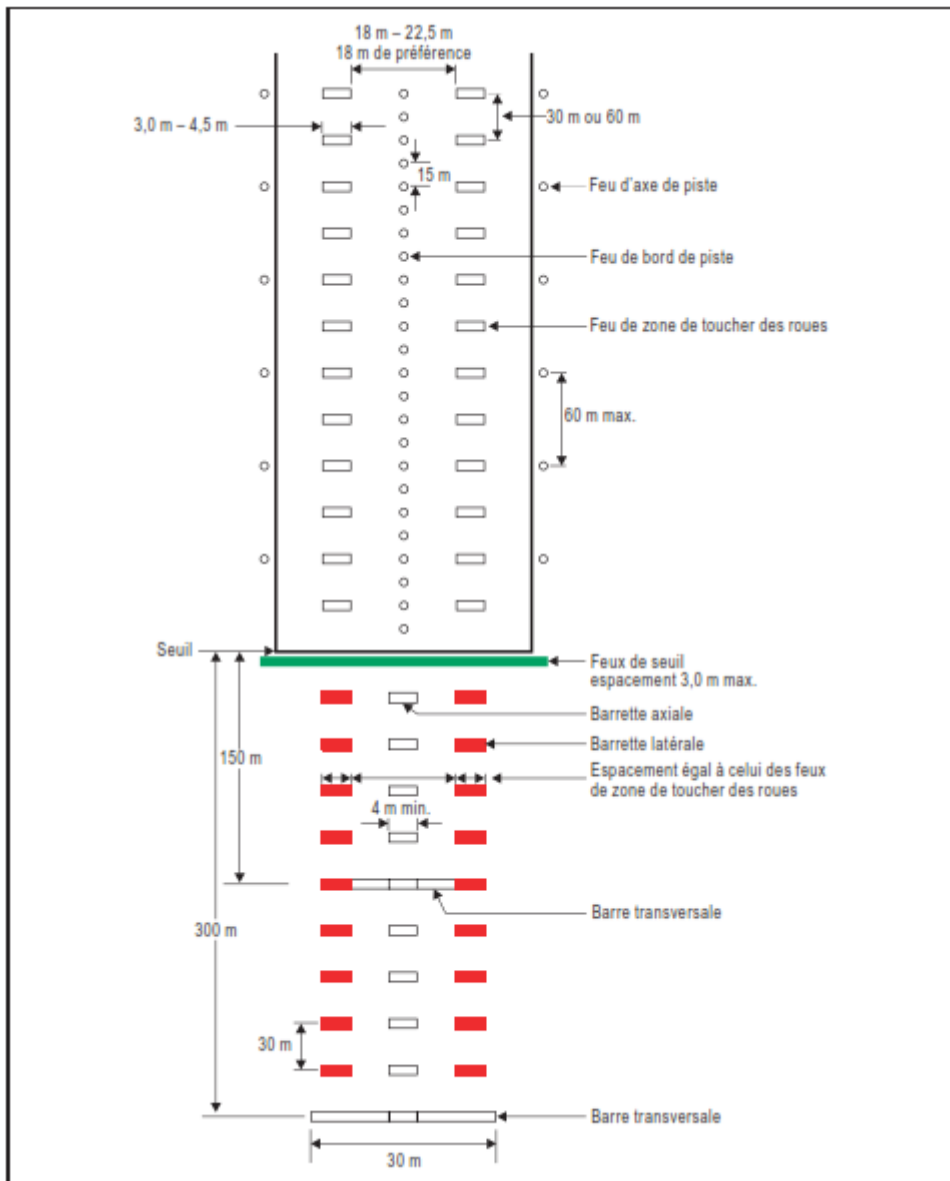 18 m – 22,5 m
18 m de préférence
3,0 m – 4,5 m
30 m ou 60 m
15 m
Feu d'axe de piste
Feu de bord de piste
Feu de zone de toucher des roues
60 m max.
Seuil
Feux de seuil
espacement 3,0 m max.
Barrette axiale
Barrette latérale
150 m
Espacement égal à celui des feux
de zone de toucher des roues
4 m min.
Barre transversale
300 m
30 m
Barre transversale
30 m